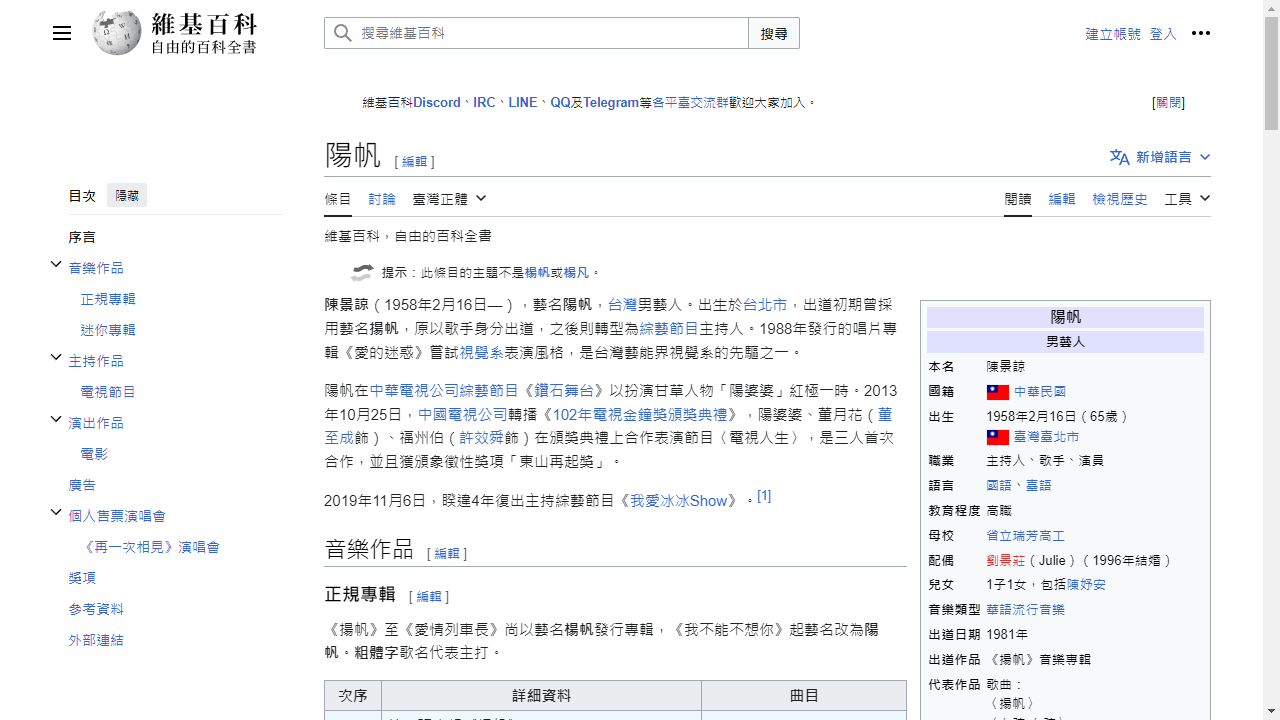 維基百科
自由的百科全書
搜尋維基百科
搜尋
建立帳號 登入
維基百科Discord、IRC、LINE、QQ及Telegram等各平臺交流群歡迎大家加入。
[關閉]
陽帆 [ 編輯 ]
新增語言
目次 隱藏
序言
音樂作品
正規專輯
迷你專輯
主持作品
電視節目
演出作品
電影
廣告
個人售票演唱會
《再一次相見》演唱會
獎項
參考資料
外部連結
條目 討論 臺灣正體
閱讀 編輯 檢視歷史 工具
維基百科，自由的百科全書
提示：此條目的主題不是楊帆或楊凡。
陳景諒（1958年2月16日—），藝名陽帆，台灣男藝人。出生於台北市，出道初期曾採
用藝名揚帆，原以歌手身分出道，之後則轉型為綜藝節目主持人。1988年發行的唱片專
輯《愛的迷惑》嘗試視覺系表演風格，是台灣藝能界視覺系的先驅之一。
陽帆在中華電視公司綜藝節目《鑽石舞台》以扮演甘草人物「陽婆婆」紅極一時。2013
年10月25日，中國電視公司轉播《102年電視金鐘獎頒獎典禮》，陽婆婆、董月花（董
至成飾）、福州伯（許效舜飾）在頒獎典禮上合作表演節目〈電視人生〉，是三人首次
合作，並且獲頒象徵性獎項「東山再起獎」。
2019年11月6日，睽違4年復出主持綜藝節目《我愛冰冰Show》。[1]
音樂作品 [ 編輯 ]
正規專輯 [ 編輯 ]
《揚帆》至《愛情列車長》尚以藝名楊帆發行專輯，《我不能不想你》起藝名改為陽
帆。粗體字歌名代表主打。
次序 詳細資料 曲目
陽帆
男藝人
本名 陳景諒
國籍 中華民國
出生 1958年2月16日（65歲）
臺灣臺北市
職業 主持人、歌手、演員
語言 國語、臺語
教育程度 高職
母校 省立瑞芳高工
配偶 劉景莊（Julie）（1996年結婚）
兒女 1子1女，包括陳妤安
音樂類型 華語流行音樂
出道日期 1981年
出道作品 《揚帆》音樂專輯
代表作品 歌曲：
〈揚帆〉